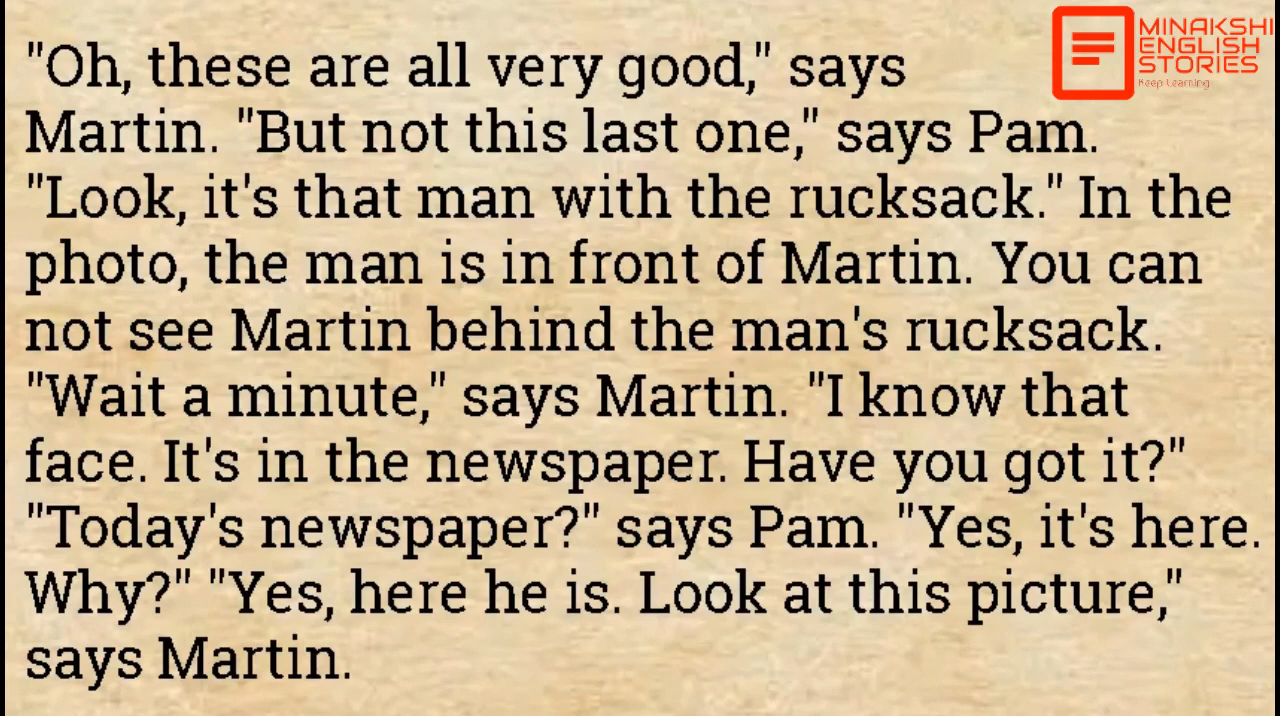 "Oh, these are all very good," says
Martin. "But not this last one," says Pam.
"Look, it's that man with the rucksack." In the
photo, the man is in front of Martin. You can
not see Martin behind the man's rucksack.
"Wait a minute," says Martin. "I know that
face. It's in the newspaper. Have you got it?"
"Today's newspaper?" says Pam. "Yes, it's here.
Why?" "Yes, here he is. Look at this picture,"
says Martin.
MINAKSHI
ENGLISH
STORIES
Keep Learning